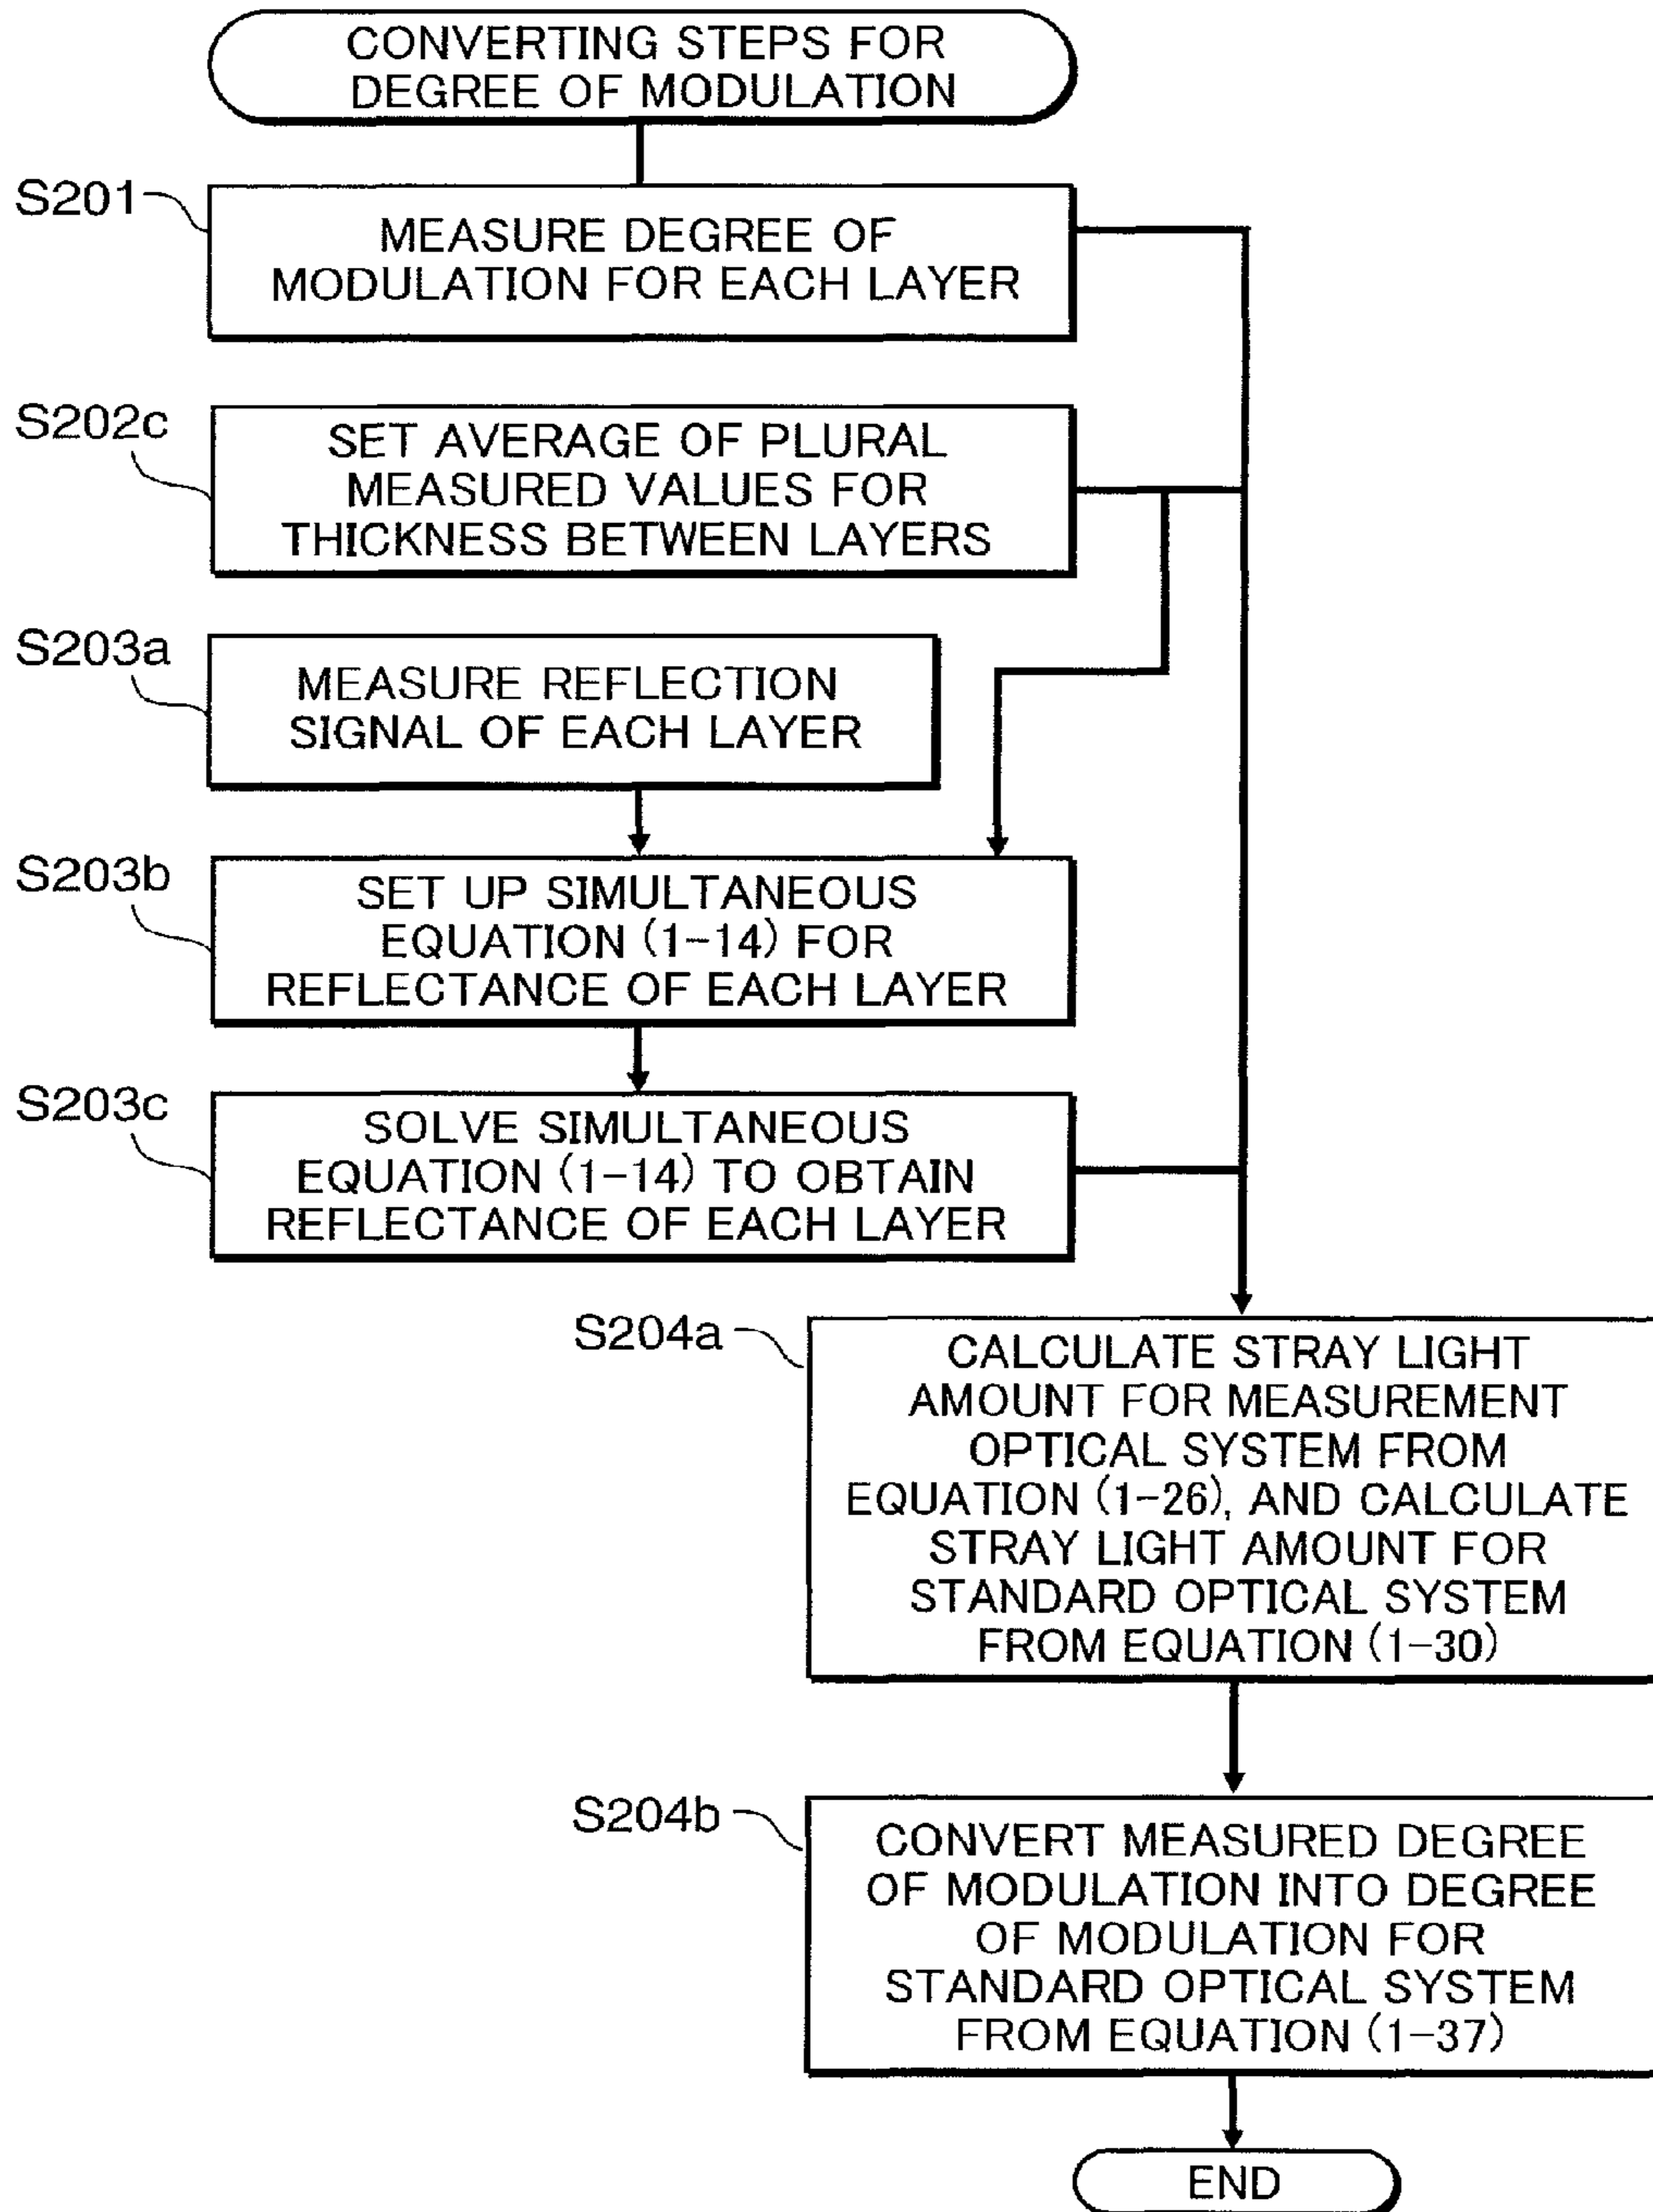 CONVERTING STEPS FOR
DEGREE OF MODULATION
S201
MEASURE DEGREE OF
MODULATION FOR EACH LAYER
S202c
SET AVERAGE OF PLURAL
MEASURED VALUES FOR
THICKNESS BETWEEN LAYERS
S203a
MEASURE REFLECTION
SIGNAL OF EACH LAYER
S203b
SET UP SIMULTANEOUS
EQUATION (1-14) FOR
REFLECTANCE OF EACH LAYER
S203c
SOLVE SIMULTANEOUS
EQUATION (1-14) TO OBTAIN
REFLECTANCE OF EACH LAYER
S204a
CALCULATE STRAY LIGHT
AMOUNT FOR MEASUREMENT
OPTICAL SYSTEM FROM
EQUATION (1-26), AND CALCULATE
STRAY LIGHT AMOUNT FOR
STANDARD OPTICAL SYSTEM
FROM EQUATION (1-30)
S204b
CONVERT MEASURED DEGREE
OF MODULATION INTO DEGREE
OF MODULATION FOR
STANDARD OPTICAL SYSTEM
FROM EQUATION (1-37)
END